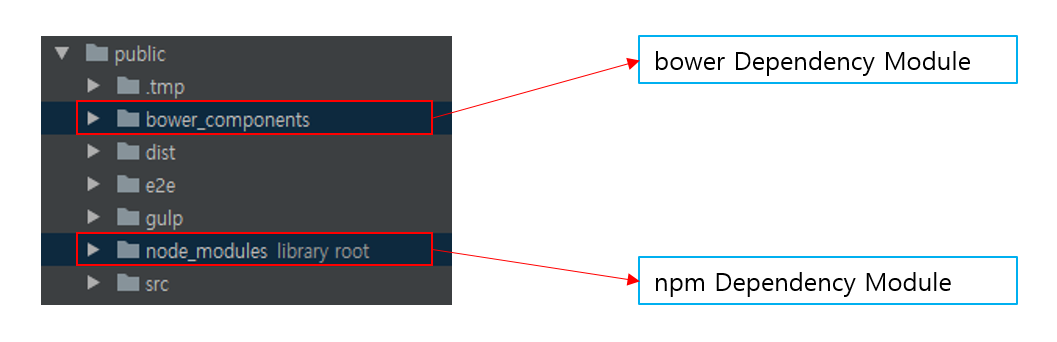 public
.tmp
bower_components
dist
e2e
gulp
node_modules library root
src
bower Dependency Module
npm Dependency Module